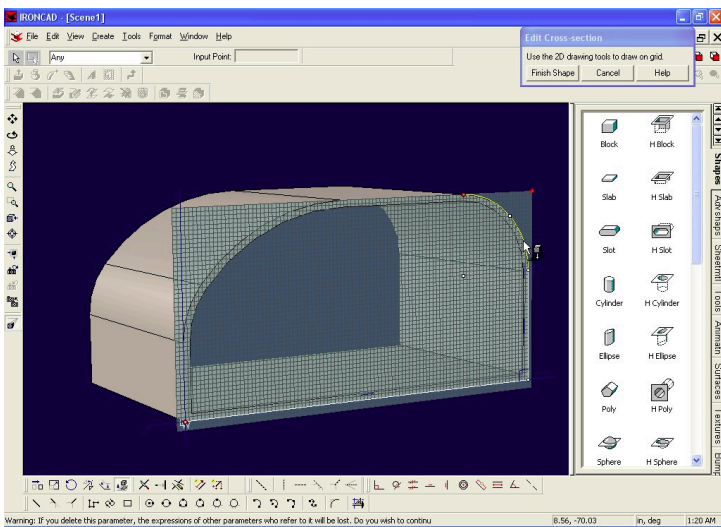 IRONCAD - [Scene1]
File Edit View Create Tools Format Window Help
Any
Input Point:
Edit Cross-section
Use the 2D drawing tools to draw on grid.
Finish Shape Cancel Help
Block H Block
Slab H Slab
Slot H Slot
Cylinder H Cylinder
Ellipse H Ellipse
Poly H Poly
Sphere H Sphere
Shapes
Adv Shapes
Sheetmtl
Tools
Animatn
Surfaces
Textures
Bump
Warning: If you delete this parameter, the expressions of other parameters who refer to it will be lost. Do you wish to continu
8.56, -70.03
in, deg
1:20 AM